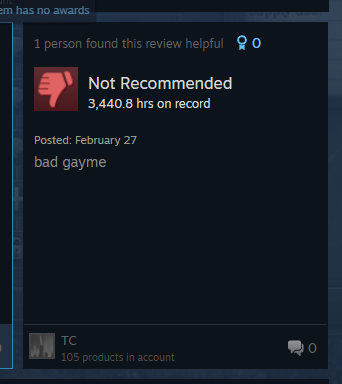 em has no awards
1 person found this review helpful 0
Not Recommended
3,440.8 hrs on record
Posted: February 27
bad gayme
TC
105 products in account
0